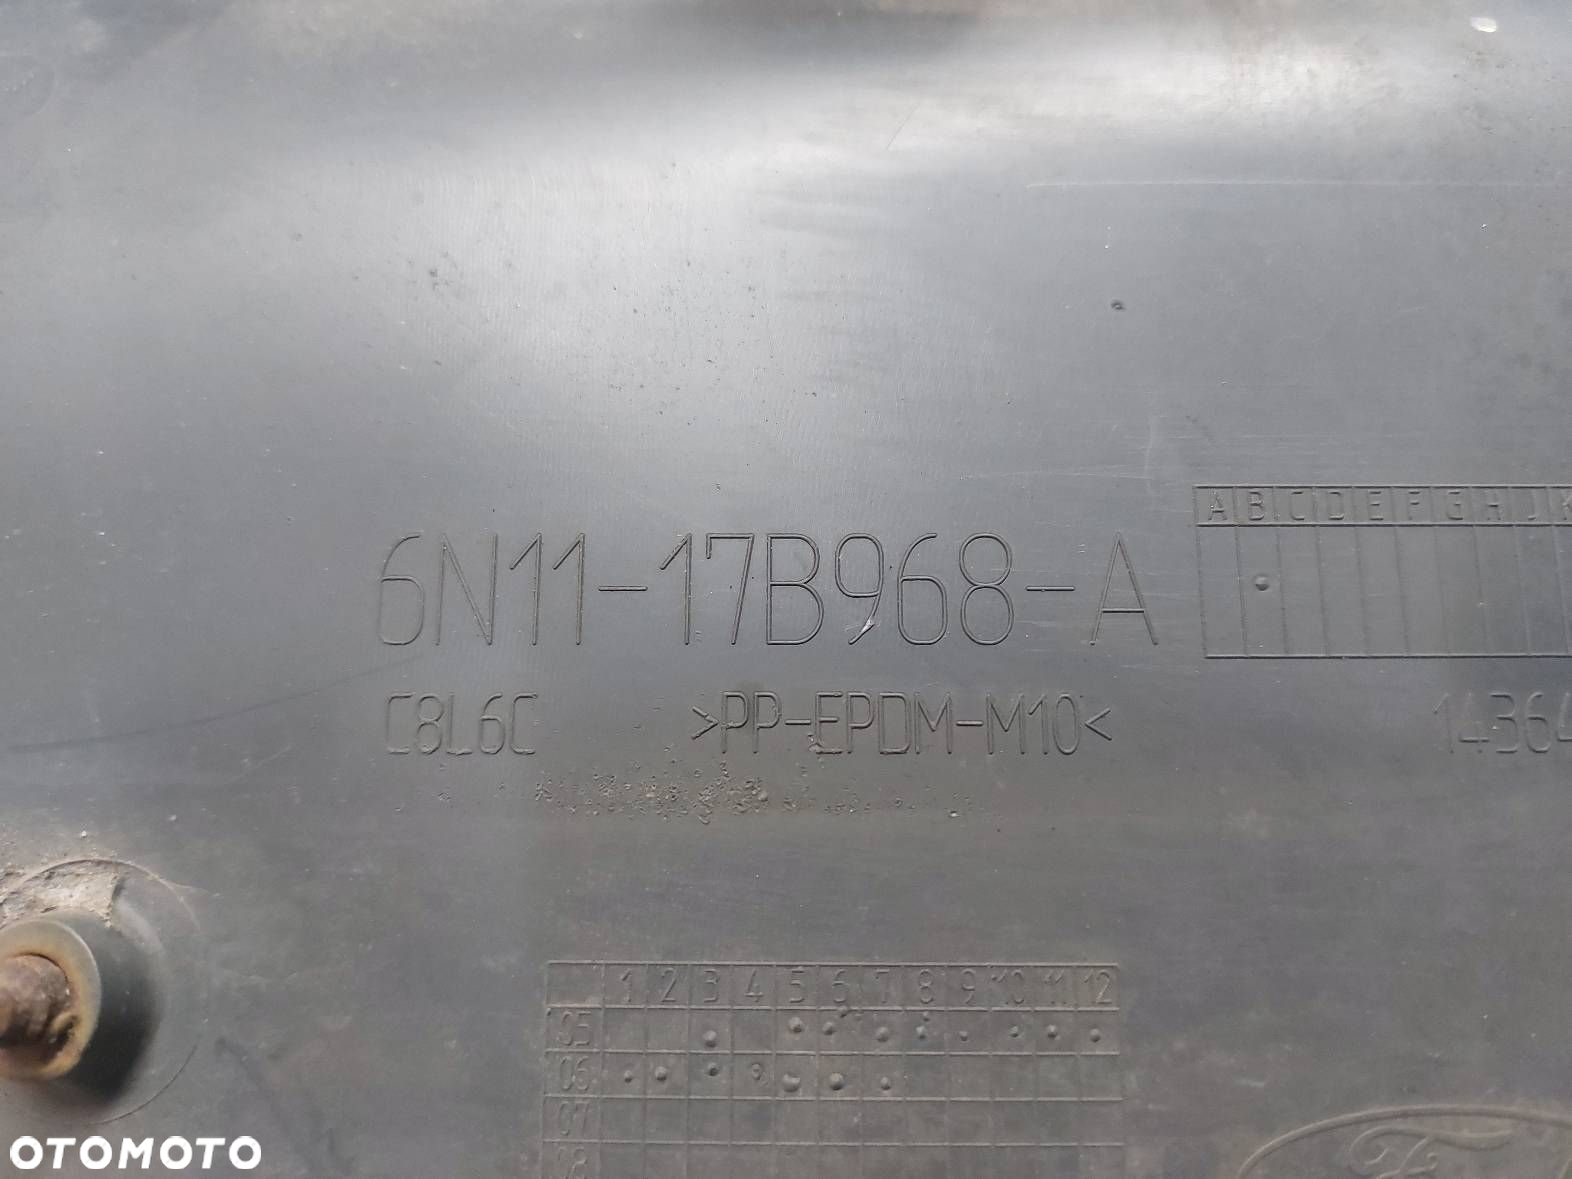 A B C D E F G H J K
6N11-17B968-A
C8L6C >PP-EPDM-M10< 14364
1 2 3 4 5 6 7 8 9 10 11 12
05
06
07
08
OTOMOTO